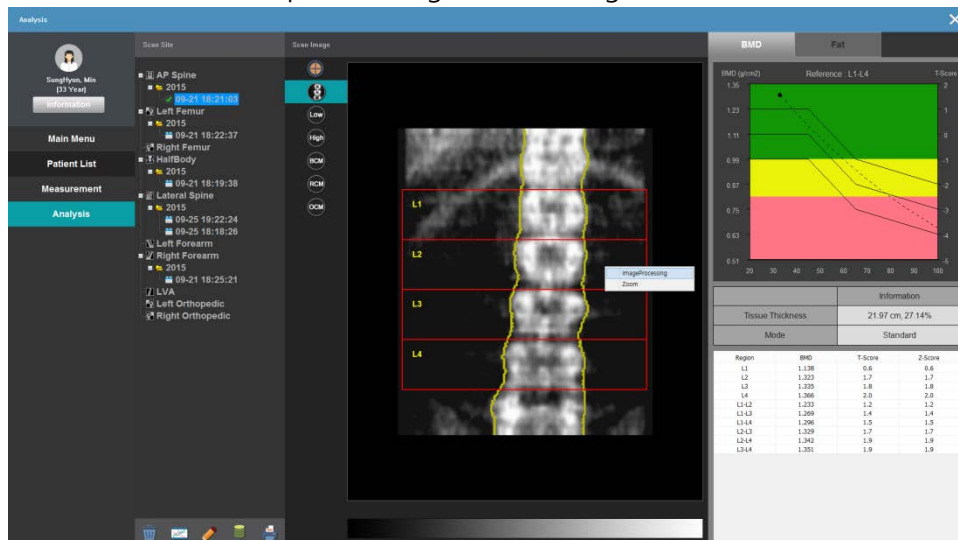 Analysis
SungHyun, Min
(33 Year)
Information
Main Menu
Patient List
Measurement
Analysis
Scan Site
AP Spine
2015
09-21 18:21:03
Left Femur
2015
09-21 18:22:37
Right Femur
HalfBody
2015
09-21 18:19:38
Lateral Spine
2015
09-25 19:22:24
09-25 18:18:26
Left Forearm
Right Forearm
2015
09-21 18:25:21
LVA
Left Orthopedic
Right Orthopedic
Scan Image
Low
High
BCM
RCM
OCM
L1
L2
L3
L4
ImageProcessing
Zoom
BMD Fat
BMD (g/cm2) Reference : L1-L4 T-Score
1.35 2
1.23 1
1.11 0
0.99 -1
0.87 -2
0.75 -3
0.63 -4
0.51 -5
20 30 40 50 60 70 80 90 100
Information
Tissue Thickness 21.97 cm, 27.14%
Mode Standard
Region BMD T-Score Z-Score
L1 1.138 0.6 0.6
L2 1.323 1.7 1.7
L3 1.335 1.8 1.8
L4 1.366 2.0 2.0
L1-L2 1.233 1.2 1.2
L1-L3 1.269 1.4 1.4
L1-L4 1.296 1.5 1.5
L2-L3 1.329 1.7 1.7
L2-L4 1.342 1.9 1.9
L3-L4 1.351 1.9 1.9